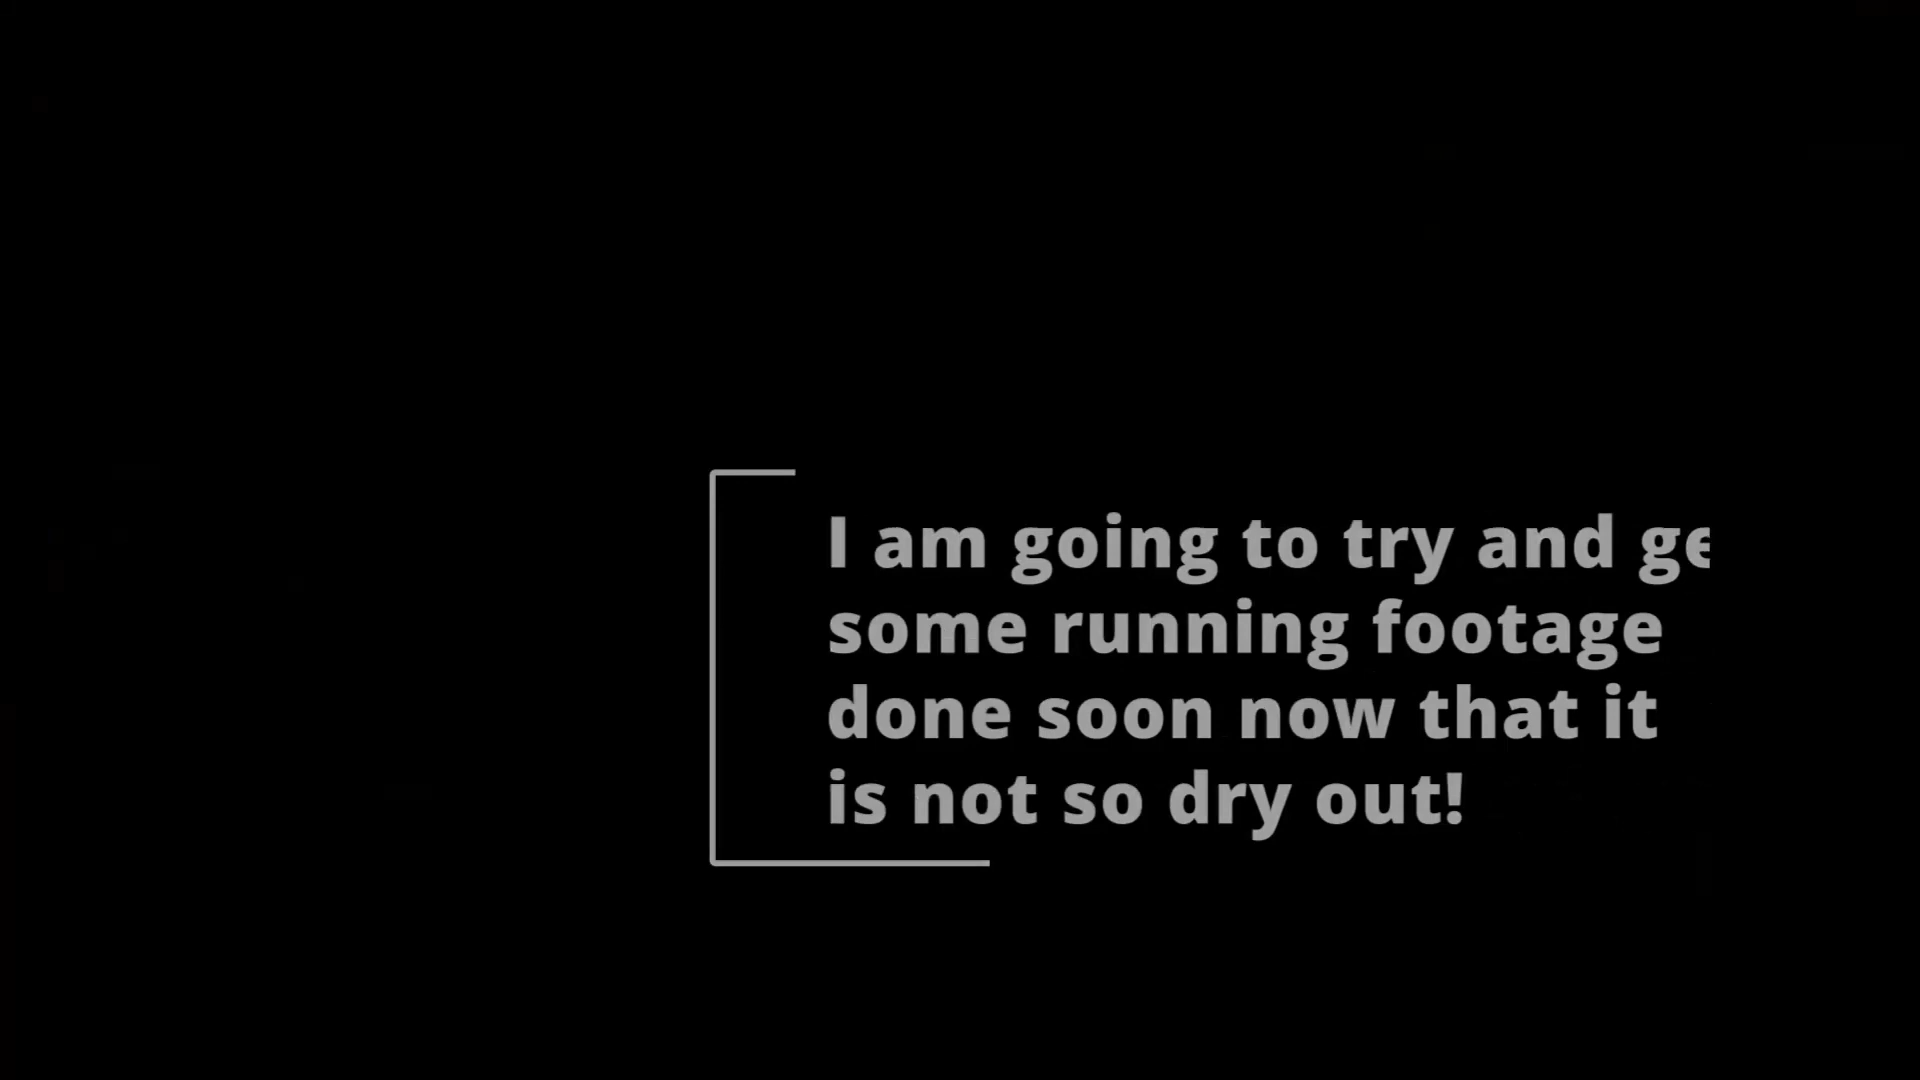 I am going to try and ge
some running footage
done soon now that it
is not so dry out!